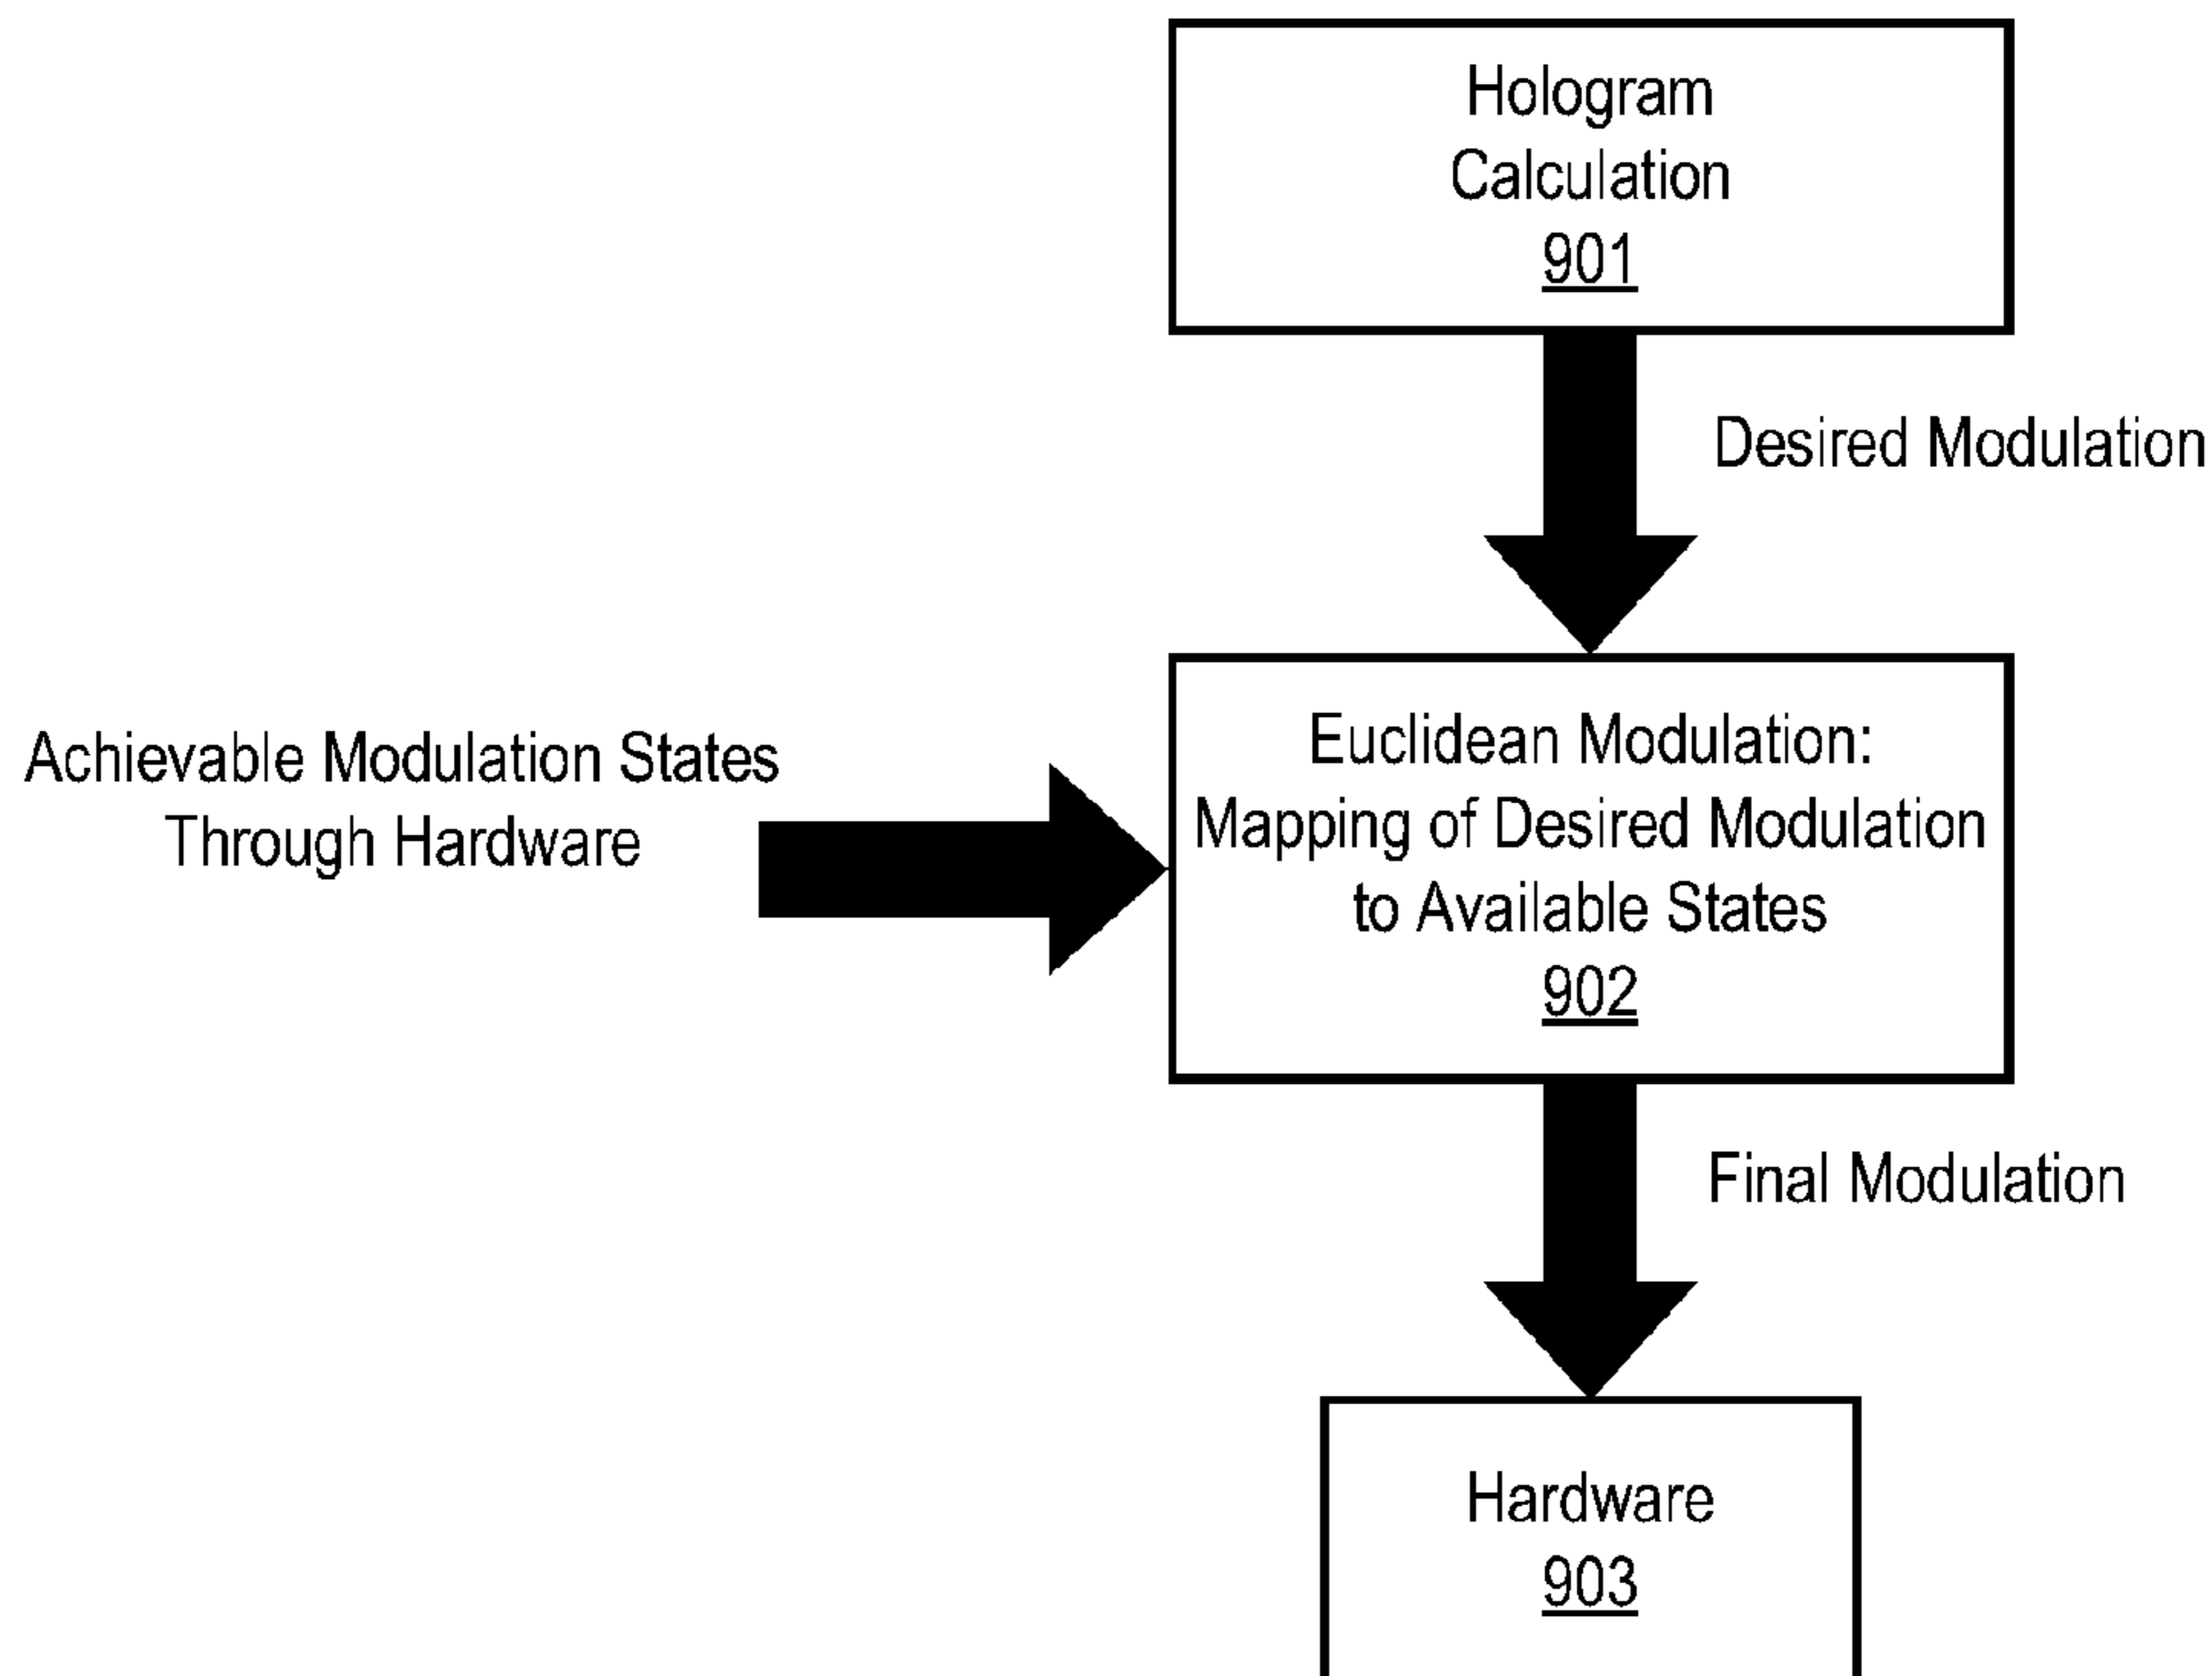 Hologram
Calculation
901
Desired Modulation
Achievable Modulation States
Through Hardware
Euclidean Modulation:
Mapping of Desired Modulation
to Available States
902
Final Modulation
Hardware
903